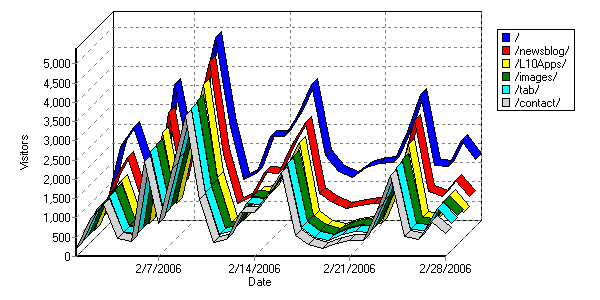 /
/newsblog/
/L10Apps/
/images/
/tab/
/contact/
5,000
4,500
4,000
3,500
3,000
2,500
2,000
1,500
1,000
500
0
Visitors
2/7/2006 2/14/2006 2/21/2006 2/28/2006
Date